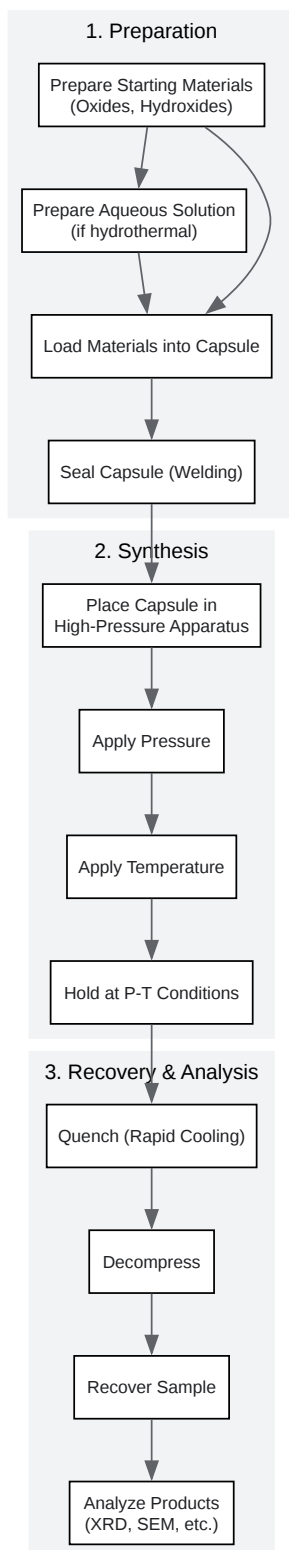 1. Preparation
Prepare Starting Materials
(Oxides, Hydroxides)
Prepare Aqueous Solution
(if hydrothermal)
Load Materials into Capsule
Seal Capsule (Welding)
2. Synthesis
Place Capsule in
High-Pressure Apparatus
Apply Pressure
Apply Temperature
Hold at P-T Conditions
3. Recovery & Analysis
Quench (Rapid Cooling)
Decompress
Recover Sample
Analyze Products
(XRD, SEM, etc.)